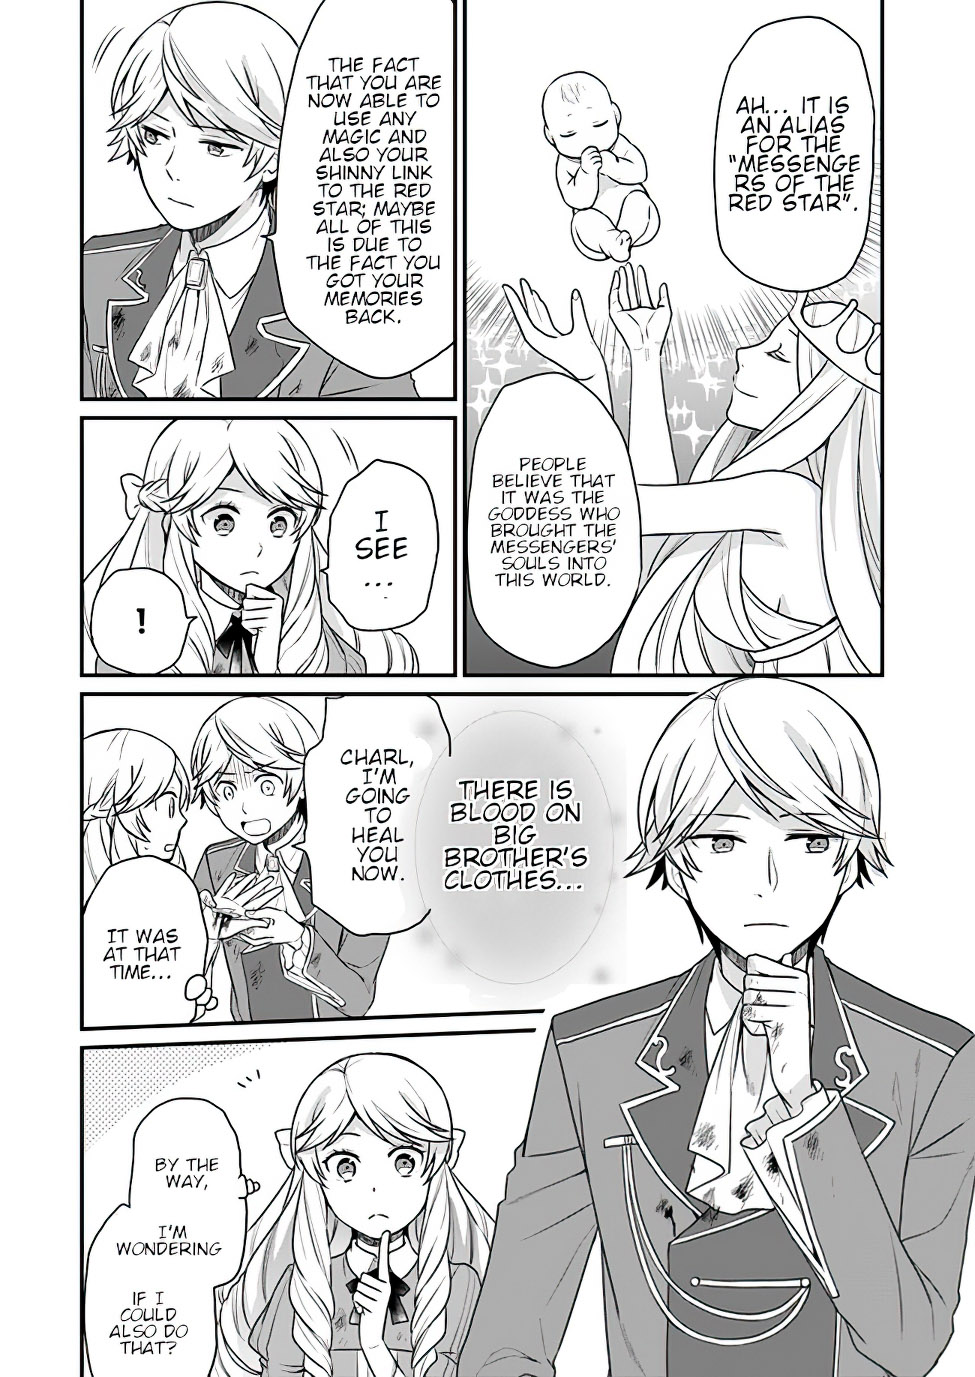 AH... IT IS
AN ALIAS
FOR THE
"MESSENGE
RS OF THE
RED STAR".
PEOPLE
BELIEVE THAT
IT WAS THE
GODDESS WHO
BROUGHT THE
MESSENGERS'
SOULS INTO
THIS WORLD.
THE FACT
THAT YOU ARE
NOW ABLE TO
USE ANY
MAGIC AND
ALSO YOUR
SHINNY LINK
TO THE RED
STAR; MAYBE
ALL OF THIS
IS DUE TO
THE FACT YOU
GOT YOUR
MEMORIES
BACK.
I
SEE
...
!
THERE IS
BLOOD ON
BIG
BROTHER'S
CLOTHES...
CHARL,
I'M
GOING
TO
HEAL
YOU
NOW.
IT WAS
AT THAT
TIME...
BY THE
WAY,
I'M
WONDERING
IF I
COULD
ALSO DO
THAT?